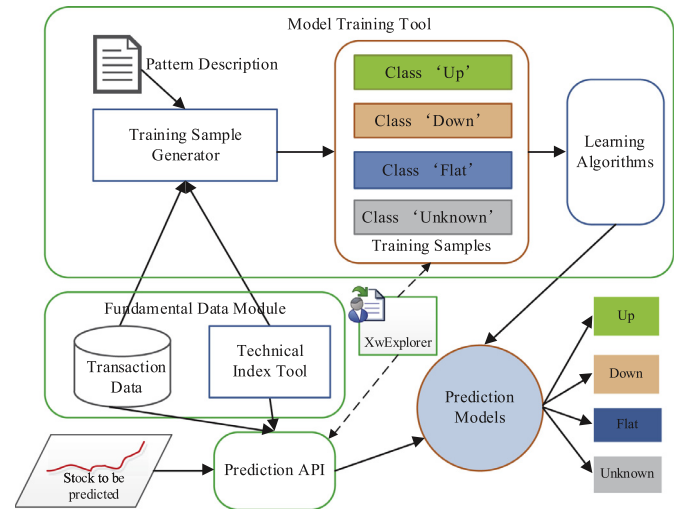 Model Training Tool
Pattern Description
Training Sample
Generator
Class ‘Up’
Class ‘Down’
Class ‘Flat’
Class ‘Unknown’
Training Samples
Learning
Algorithms
Fundamental Data Module
Transaction
Data
Technical
Index Tool
XwExplorer
Prediction
Models
Up
Down
Flat
Unknown
Stock to be
predicted
Prediction API